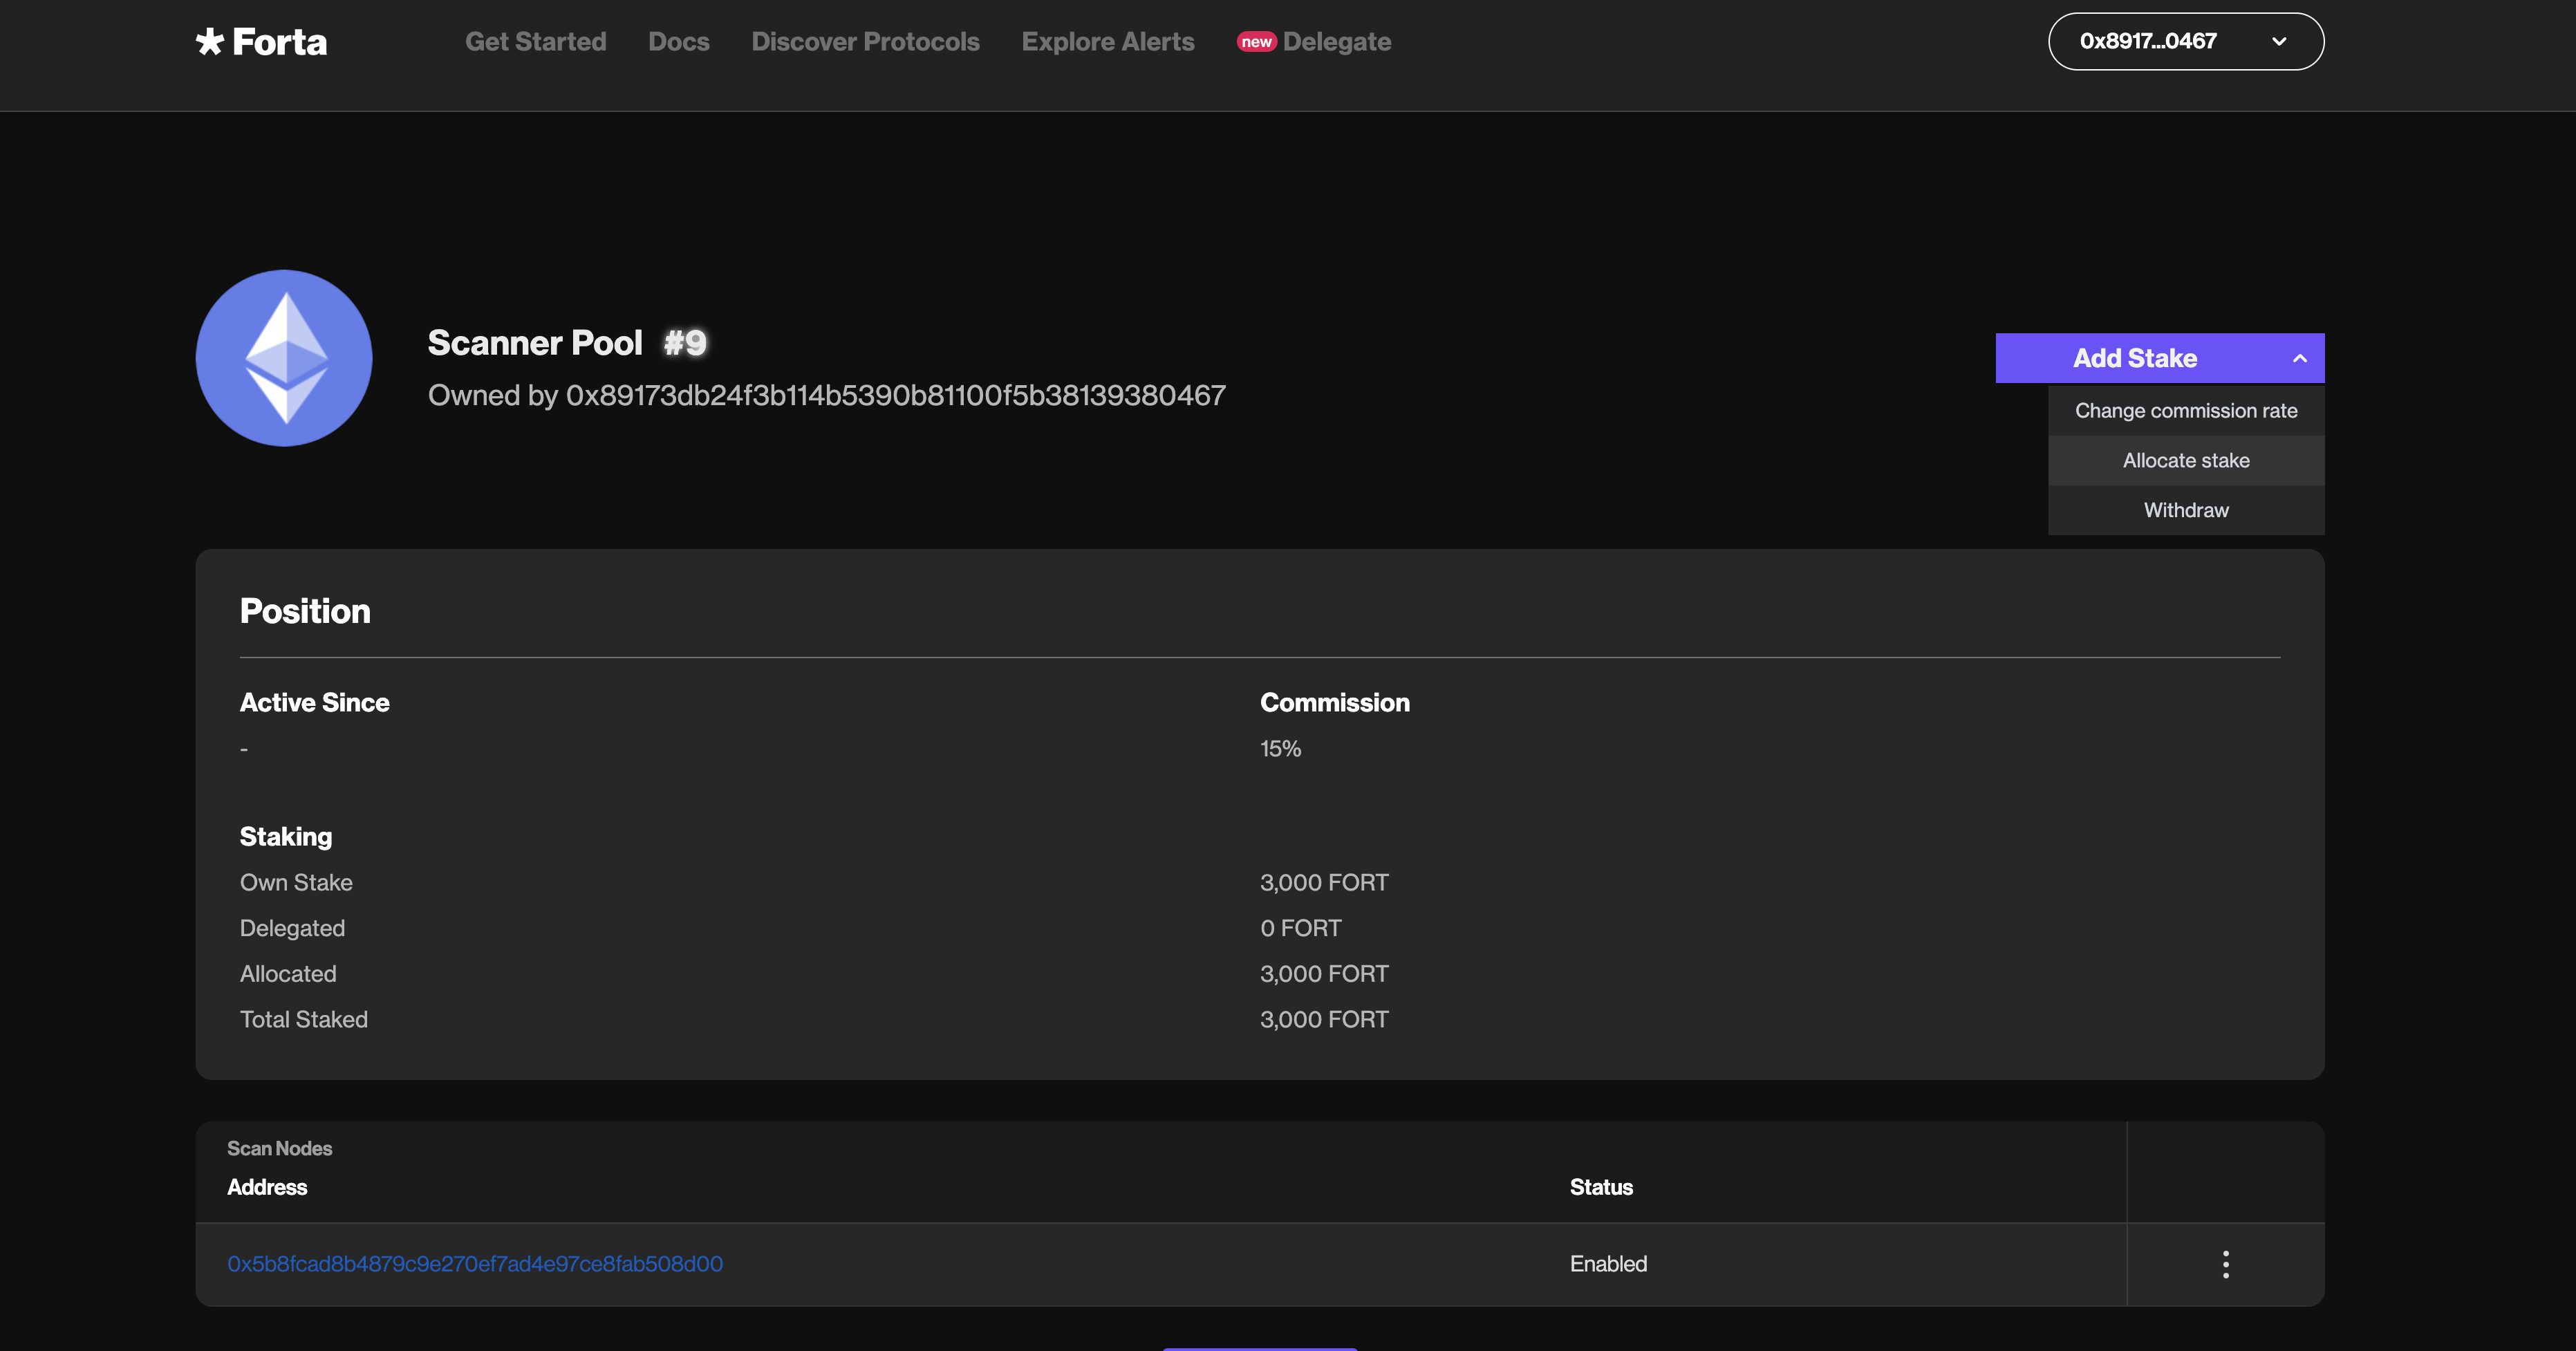 Forta
Get Started
Docs
Discover Protocols
Explore Alerts
new Delegate
0x8917...0467
Scanner Pool #9
Owned by 0x89173db24f3b114b5390b81100f5b38139380467
Add Stake
Change commission rate
Allocate stake
Withdraw
Position
Active Since
Commission
-
15%
Staking
Own Stake 3,000 FORT
Delegated 0 FORT
Allocated 3,000 FORT
Total Staked 3,000 FORT
Scan Nodes
Address Status
0x5b8fcad8b4879c9e270ef7ad4e97ce8fab508d00 Enabled